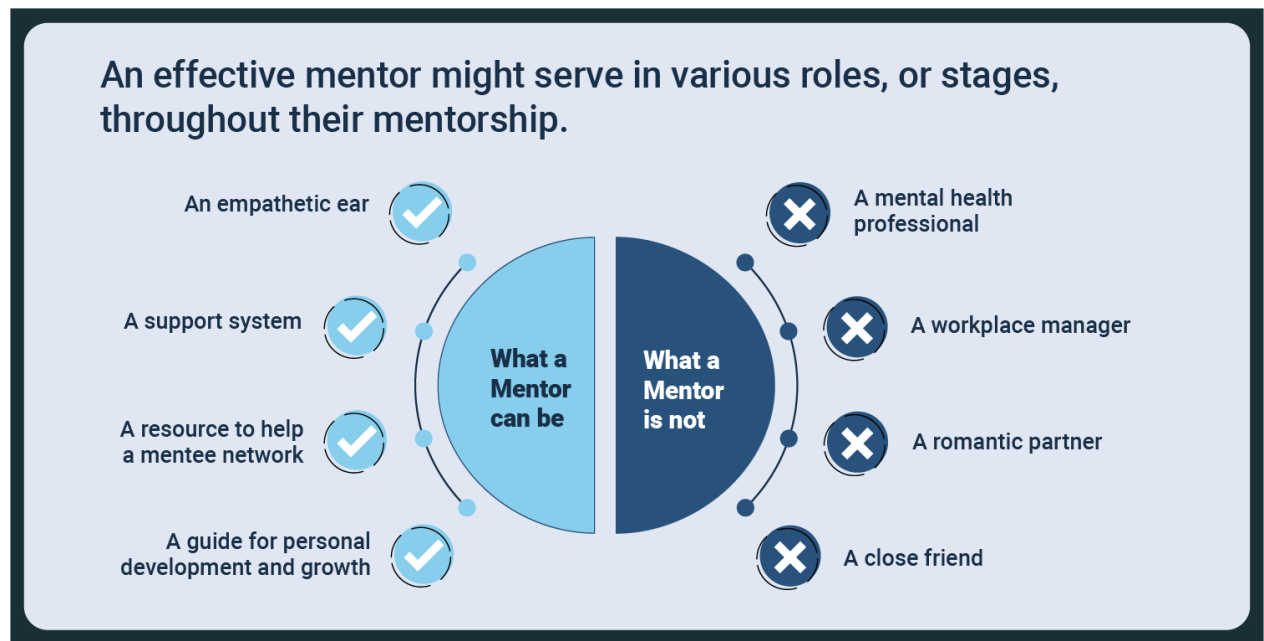 An effective mentor might serve in various roles, or stages,
throughout their mentorship.
An empathetic ear
A support system
A resource to help
a mentee network
A guide for personal
development and growth
What a
Mentor
can be
What a
Mentor
is not
A mental health
professional
A workplace manager
A romantic partner
A close friend